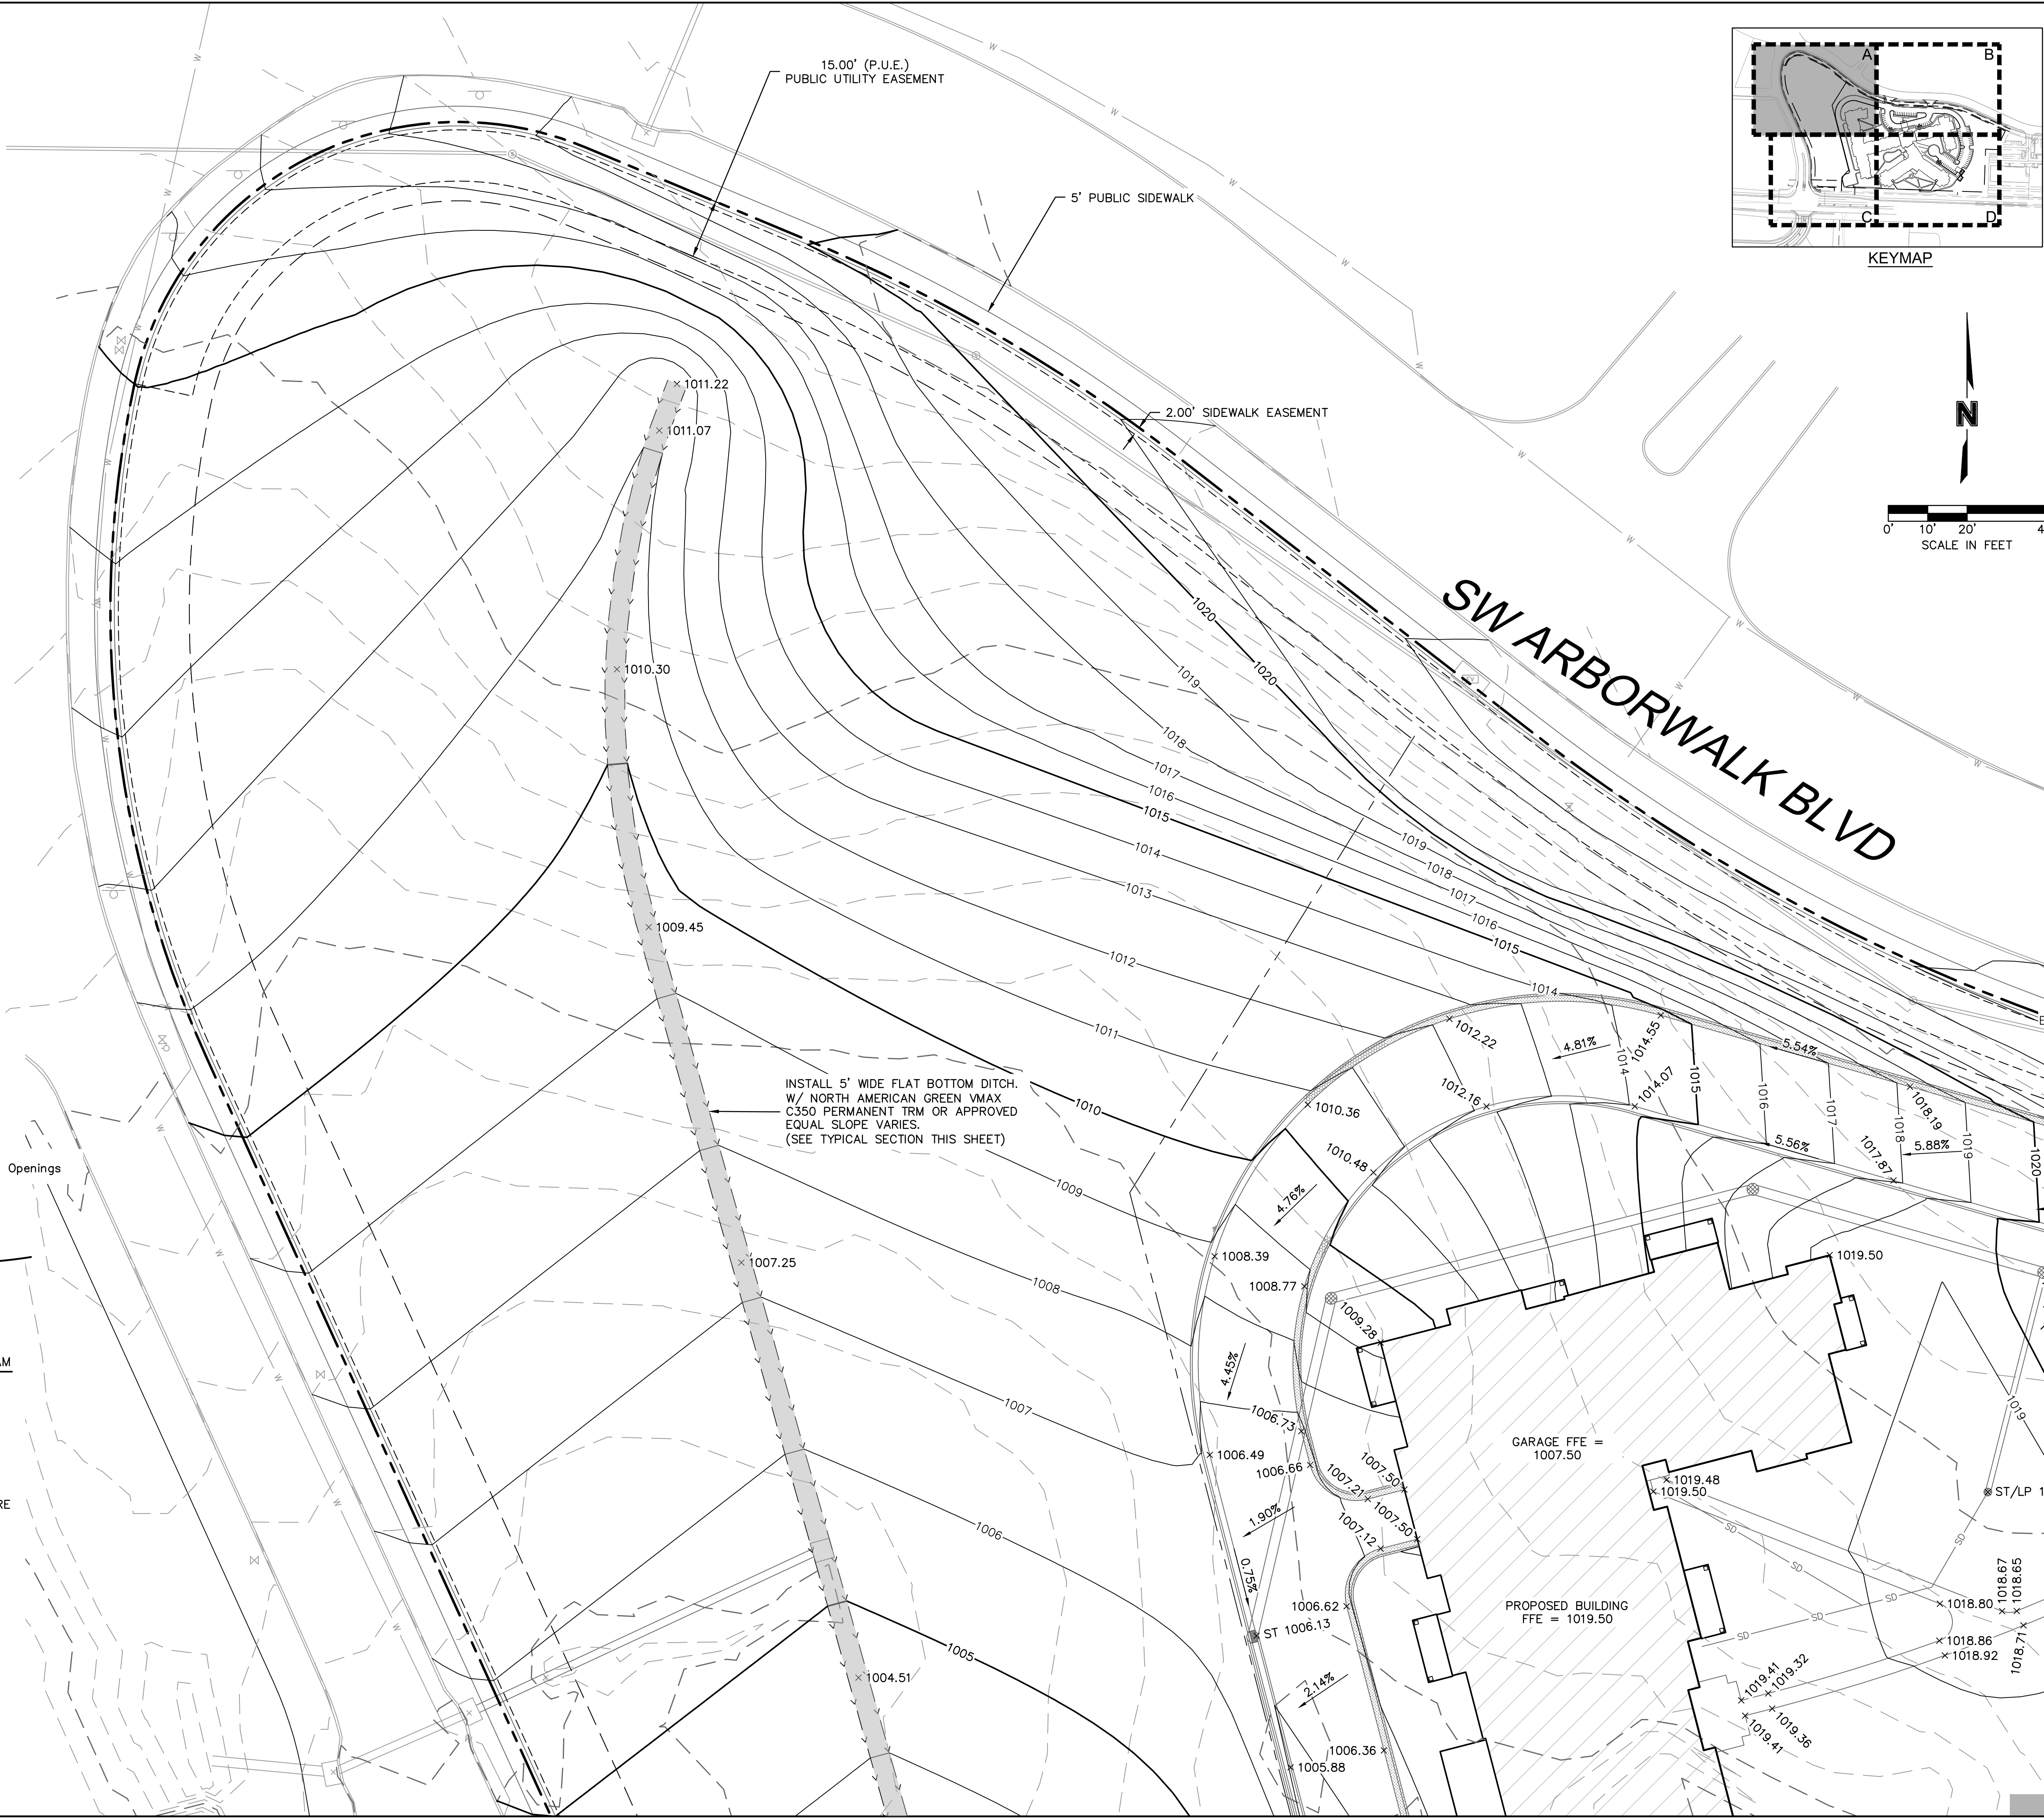 15.00' (P.U.E.)
PUBLIC UTILITY EASEMENT
5' PUBLIC SIDEWALK
2.00' SIDEWALK EASEMENT
A
B
C
D
KEYMAP
N
0' 10' 20' 4
SCALE IN FEET
SW ARBORWALK BLVD
1011.22
1011.07
1010.30
1009.45
1007.25
1004.51
1020
1020
1019
1018
1017
1016
1015
1014
1013
1012
1011
1010
1009
1008
1007
1006
1005
1019
1018
1017
1016
1015
1014
INSTALL 5' WIDE FLAT BOTTOM DITCH.
W/ NORTH AMERICAN GREEN VMAX
C350 PERMANENT TRM OR APPROVED
EQUAL SLOPE VARIES.
(SEE TYPICAL SECTION THIS SHEET)
Openings
AM
RE
1012.22
4.81%
1014
1014.55
1015
5.54%
1016
1017
1018
1018.19
1019
1020
1012.16
1014.07
5.56%
1017.87
5.88%
1010.36
1010.48
4.76%
1008.39
1008.77
1009.28
1019.50
4.45%
1006.73
1006.49
1006.66
1007.21
1007.50
1007.50
1007.12
1.90%
0.75%
ST 1006.13
1006.62
2.14%
1006.36
1005.88
GARAGE FFE =
1007.50
PROPOSED BUILDING
FFE = 1019.50
1019.48
1019.50
1019
ST/LP 1
SD
SD
SD
SD
SD
1018.67
1018.65
1018.80
1018.71
1018.86
1018.92
1019.41
1019.32
1019.36
1019.41
W
W
W
W
W
W
W
W
W
W
W
W
W
E